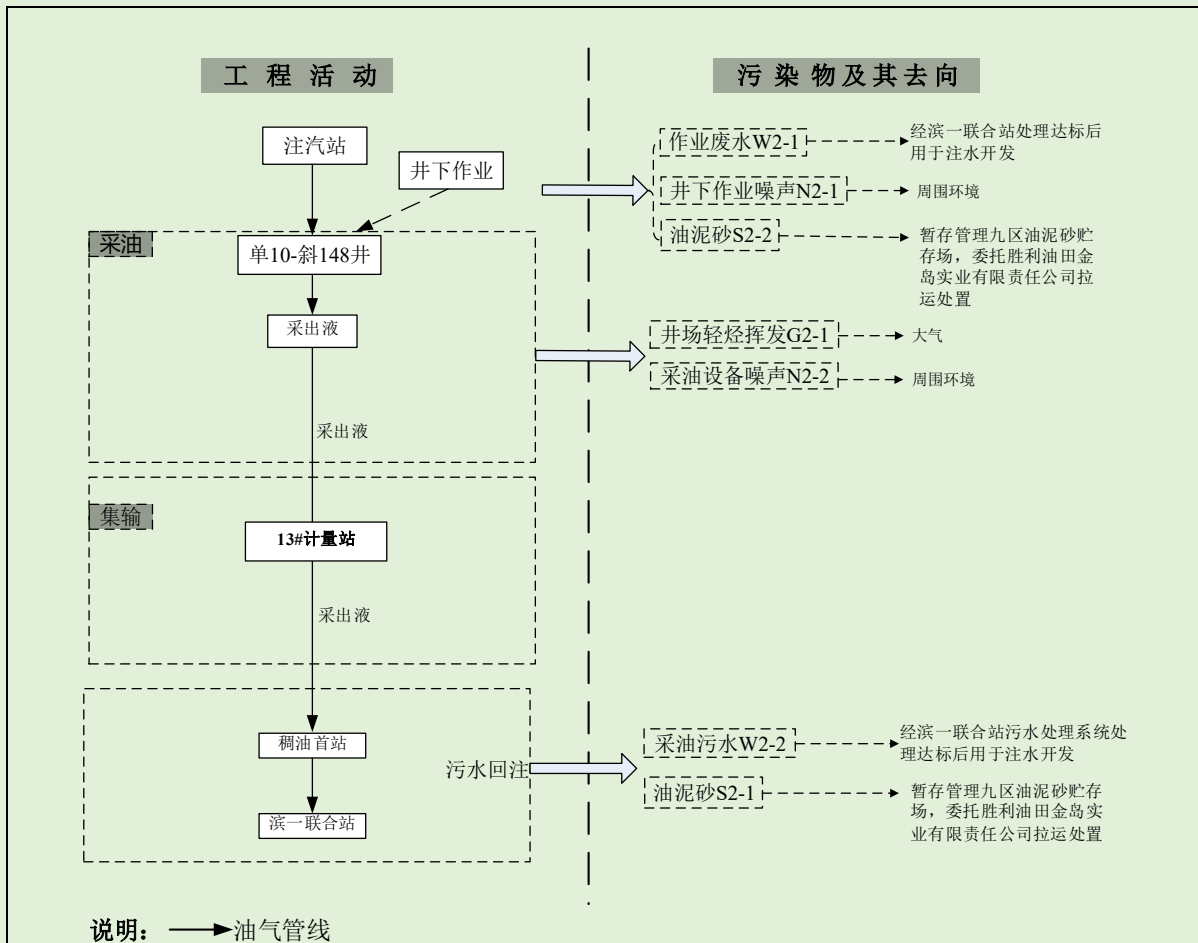 工 程 活 动
污 染 物 及 其 去 向
注汽站
井下作业
作业废水W2-1
经滨一联合站处理达标后
用于注水开发
井下作业噪声N2-1
周围环境
油泥砂S2-2
暂存管理九区油泥砂贮
存场，委托胜利油田金
岛实业有限责任公司拉
运处置
采油
单10-斜148井
采出液
井场轻烃挥发G2-1
大气
采油设备噪声N2-2
周围环境
采出液
集输
13#计量站
采出液
稠油首站
污水回注
滨一联合站
采油污水W2-2
经滨一联合站污水处理系统处
理达标后用于注水开发
油泥砂S2-1
暂存管理九区油泥砂贮存
场，委托胜利油田金岛实
业有限责任公司拉运处置
说明：
油气管线